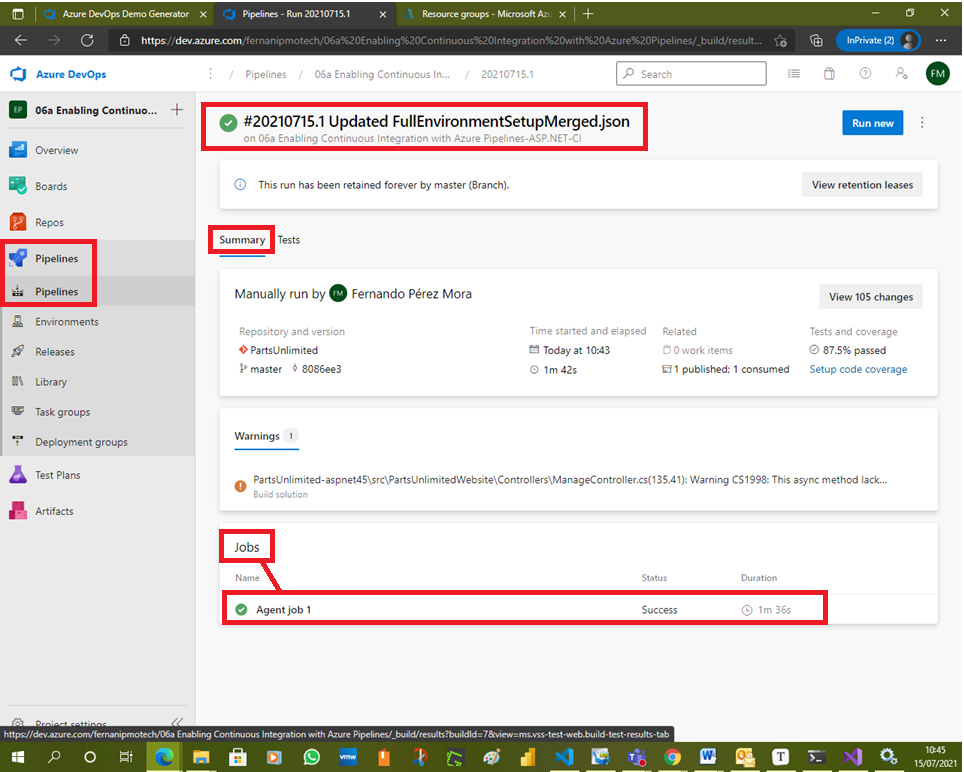 Azure DevOps Demo Generator
Pipelines - Run 20210715.1
Resource groups - Microsoft Azu
https://dev.azure.com/fernanipmotech/06a%20Enabling%20Continuous%20Integration%20with%20Azure%20Pipelines/_build/result...
InPrivate (2)
Azure DevOps
/ Pipelines / 06a Enabling Continuous In... / 20210715.1
Search
FM
EP 06a Enabling Continuo...
Overview
Boards
Repos
Pipelines
Pipelines
Environments
Releases
Library
Task groups
Deployment groups
Test Plans
Artifacts
Project settings
#20210715.1 Updated FullEnvironmentSetupMerged.json
on 06a Enabling Continuous Integration with Azure Pipelines-ASP.NET-CI
Run new
This run has been retained forever by master (Branch).
View retention leases
Summary Tests
Manually run by FM Fernando Pérez Mora
View 105 changes
Repository and version
PartsUnlimited
master 8086ee3
Time started and elapsed
Today at 10:43
1m 42s
Related
0 work items
1 published; 1 consumed
Tests and coverage
87.5% passed
Setup code coverage
Warnings 1
PartsUnlimited-aspnet45\src\PartsUnlimitedWebsite\Controllers\ManageController.cs(135.41): Warning CS1998: This async method lack...
Build solution
Jobs
Name Status Duration
Agent job 1 Success 1m 36s
https://dev.azure.com/fernanipmotech/06a Enabling Continuous Integration with Azure Pipelines/_build/results?buildId=7&view=ms.vss-test-web.build-test-results-tab
vmw
T
10:45
15/07/2021